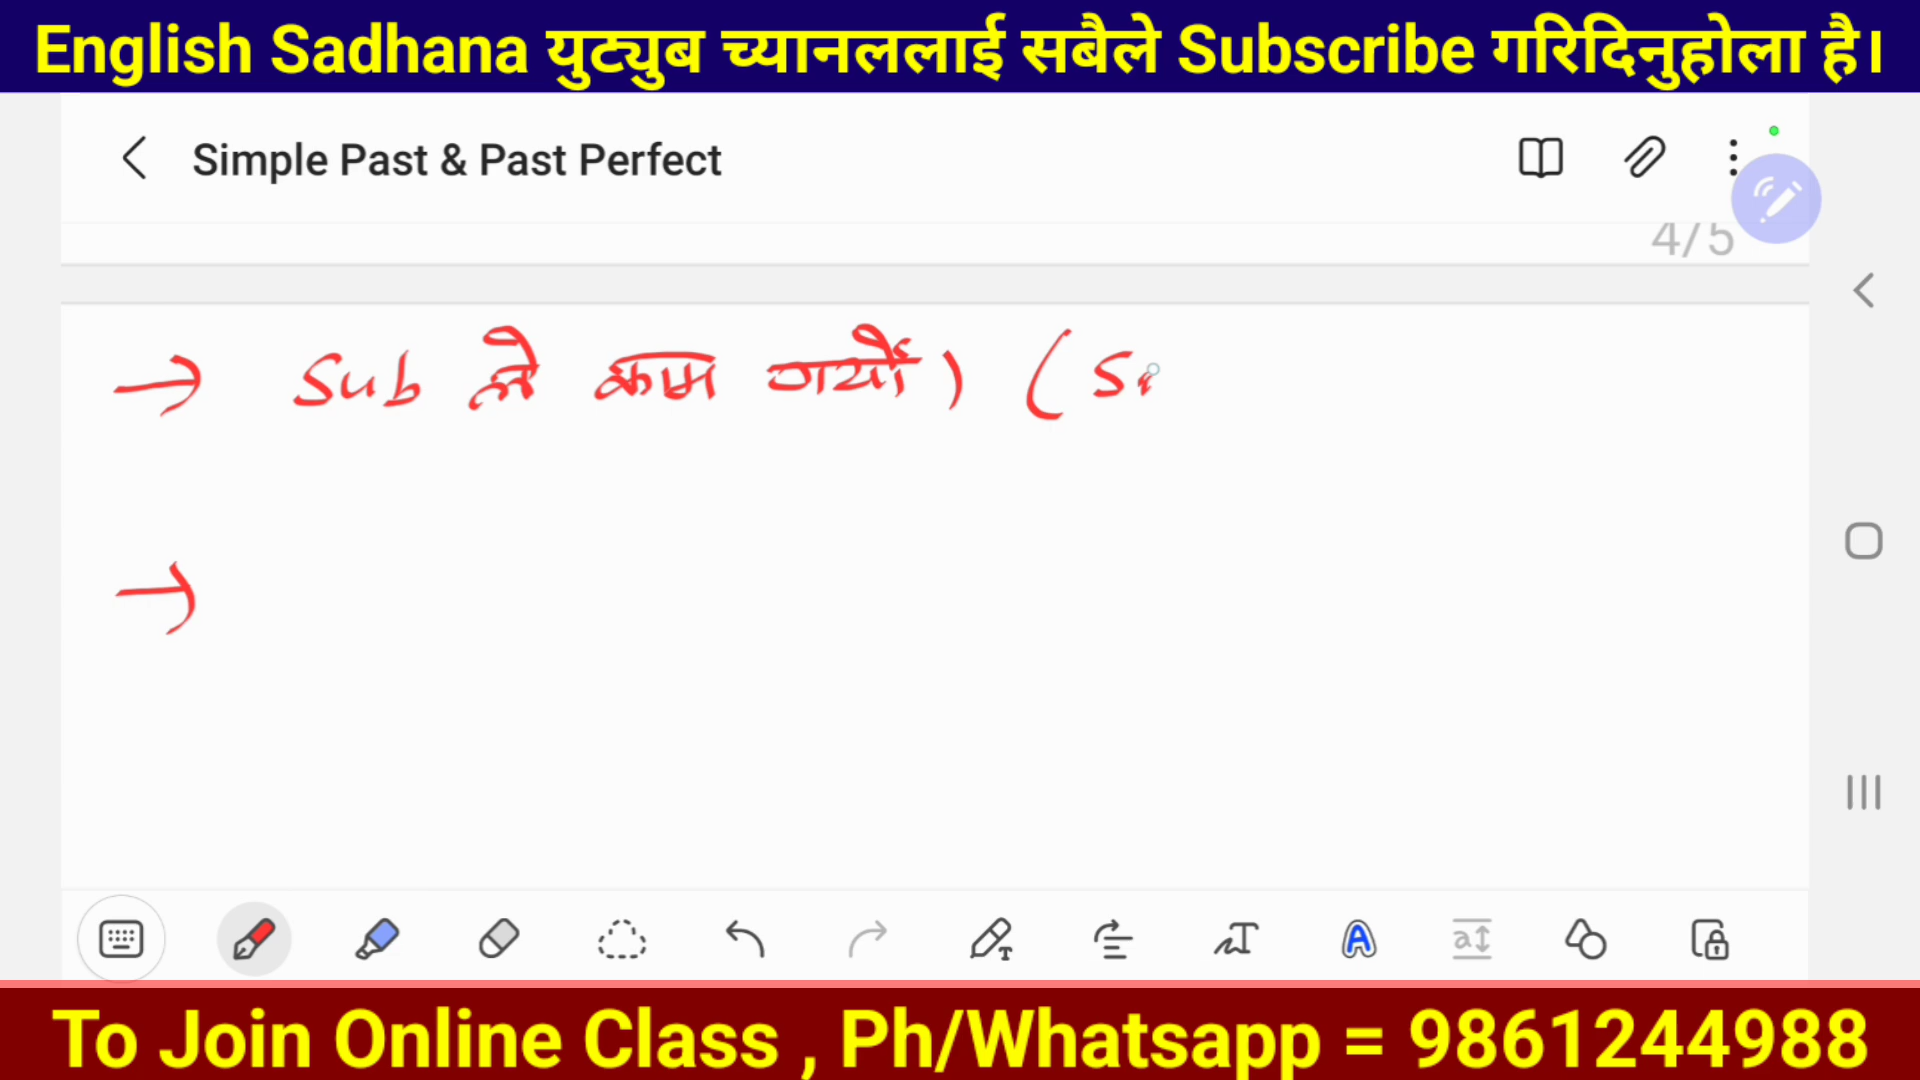 English Sadhana युट्युब च्यानललाई सबैले Subscribe गरिदिनुहोला है।
Simple Past & Past Perfect
4/5
→ Sub ले काम गर्यो । (Si
→
To Join Online Class , Ph/Whatsapp = 9861244988